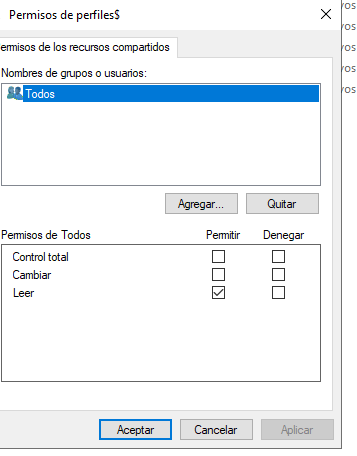 Permisos de perfiles$
vos
ermisos de los recursos compartidos
vos
vos
Nombres de grupos o usuarios:
vos
Todos
vos
Agregar...
Quitar
Permisos de Todos
Permitir
Denegar
Control total
Cambiar
Leer
Aceptar
Cancelar
Aplicar